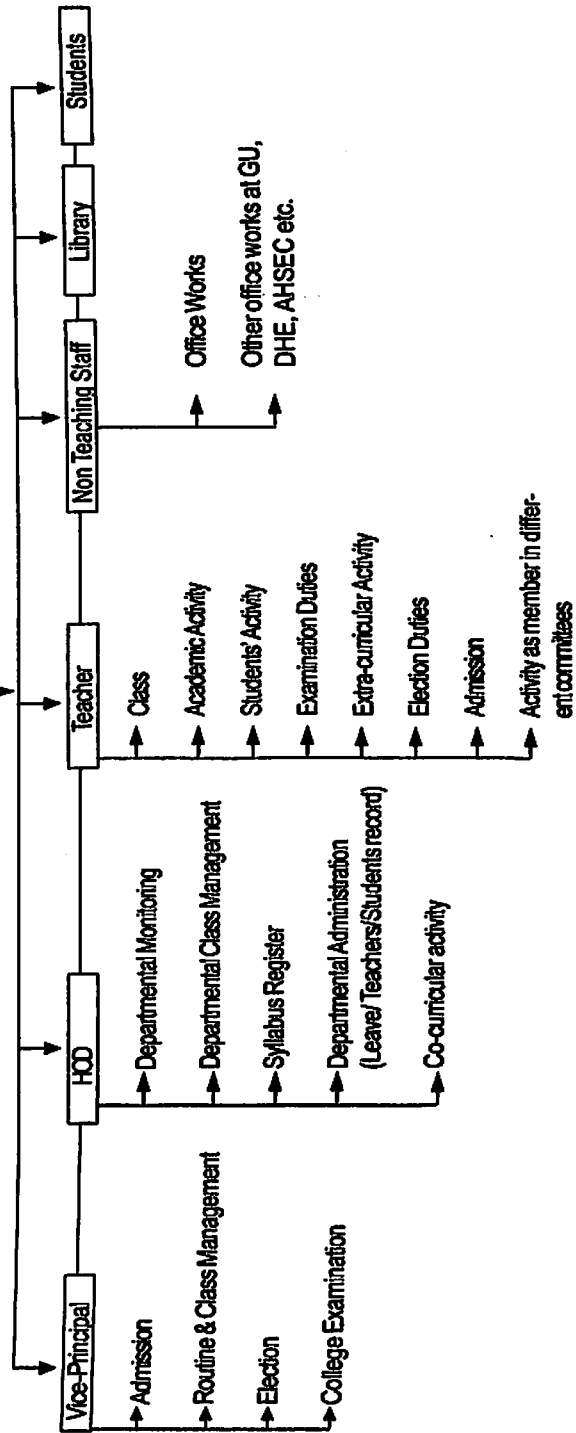 Vice-Principal
Admission
Routine & Class Management
Election
College Examination
HOD
Departmental Monitoring
Departmental Class Management
Syllabus Register
Departmental Administration
(Leave/ Teachers/Students record)
Co-curricular activity
Teacher
Class
Academic Activity
Students' Activity
Examination Duties
Extra-curricular Activity
Election Duties
Admission
Activity as member in differ-
ent committees
Non Teaching Staff
Office Works
Other office works at GU,
DHE, AHSEC etc.
Library
Students